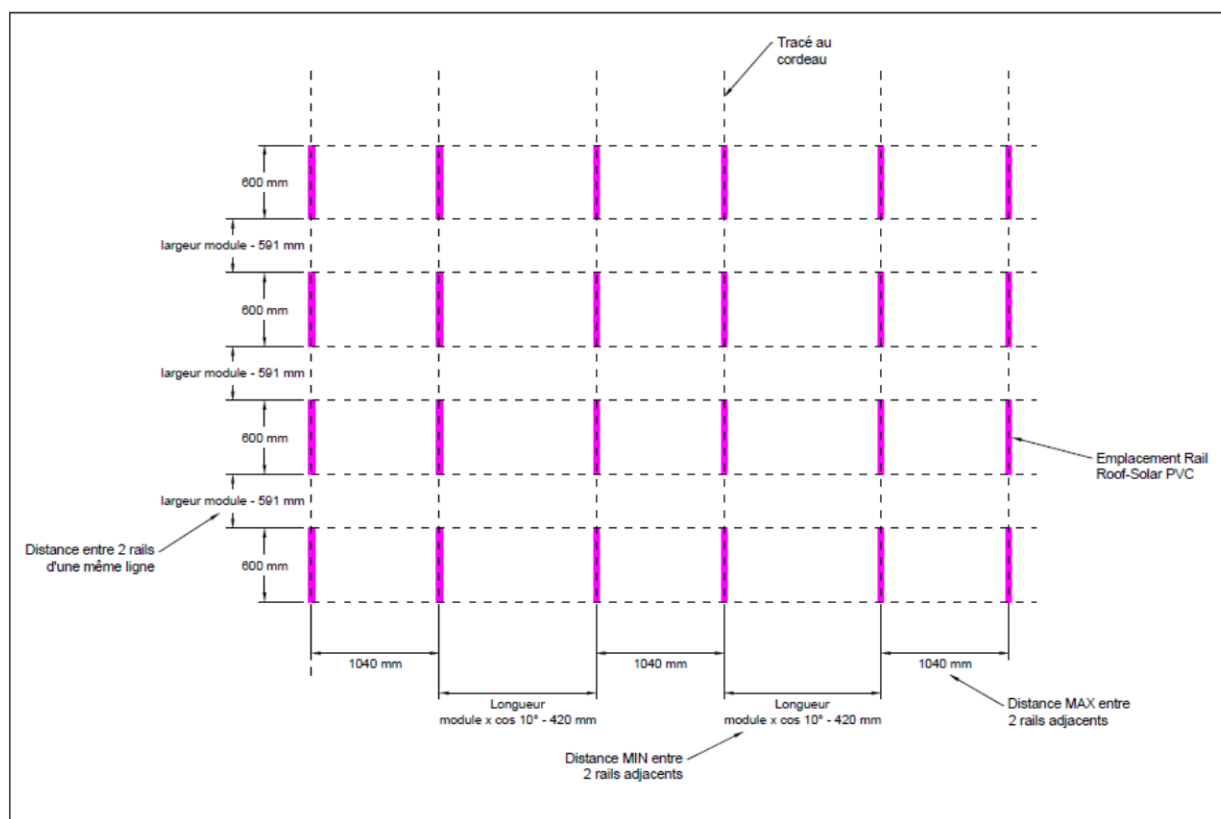 Tracé au
cordeau
600 mm
largeur module - 591 mm
600 mm
largeur module - 591 mm
600 mm
Emplacement Rail
Roof-Solar PVC
largeur module - 591 mm
Distance entre 2 rails
d'une même ligne
600 mm
1040 mm
1040 mm
1040 mm
Longueur
module x cos 10° - 420 mm
Longueur
module x cos 10° - 420 mm
Distance MAX entre
2 rails adjacents
Distance MIN entre
2 rails adjacents